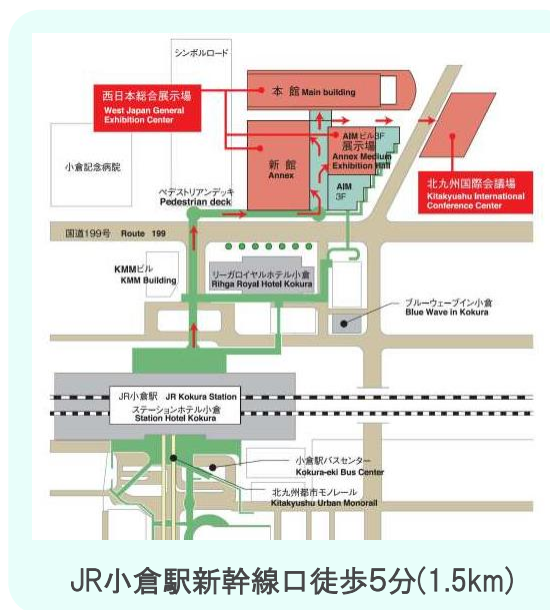 シンボルロード
本館 Main building
西日本総合展示場
West Japan General
Exhibition Center
AIMビル3F
展示場
Annex Medium
Exhibition Hall
新館
Annex
AIM
3F
小倉記念病院
北九州国際会議場
Kitakyushu International
Conference Center
ペデストリアンデッキ
Pedestrian deck
国道199号 Route 199
KMMビル
KMM Building
リーガロイヤルホテル小倉
Rihga Royal Hotel Kokura
ブルーウェーブイン小倉
Blue Wave in Kokura
JR小倉駅 JR Kokura Station
ステーションホテル小倉
Station Hotel Kokura
小倉駅バスセンター
Kokura-eki Bus Center
北九州都市モノレール
Kitakyushu Urban Monorail
JR小倉駅新幹線口徒歩5分(1.5km)